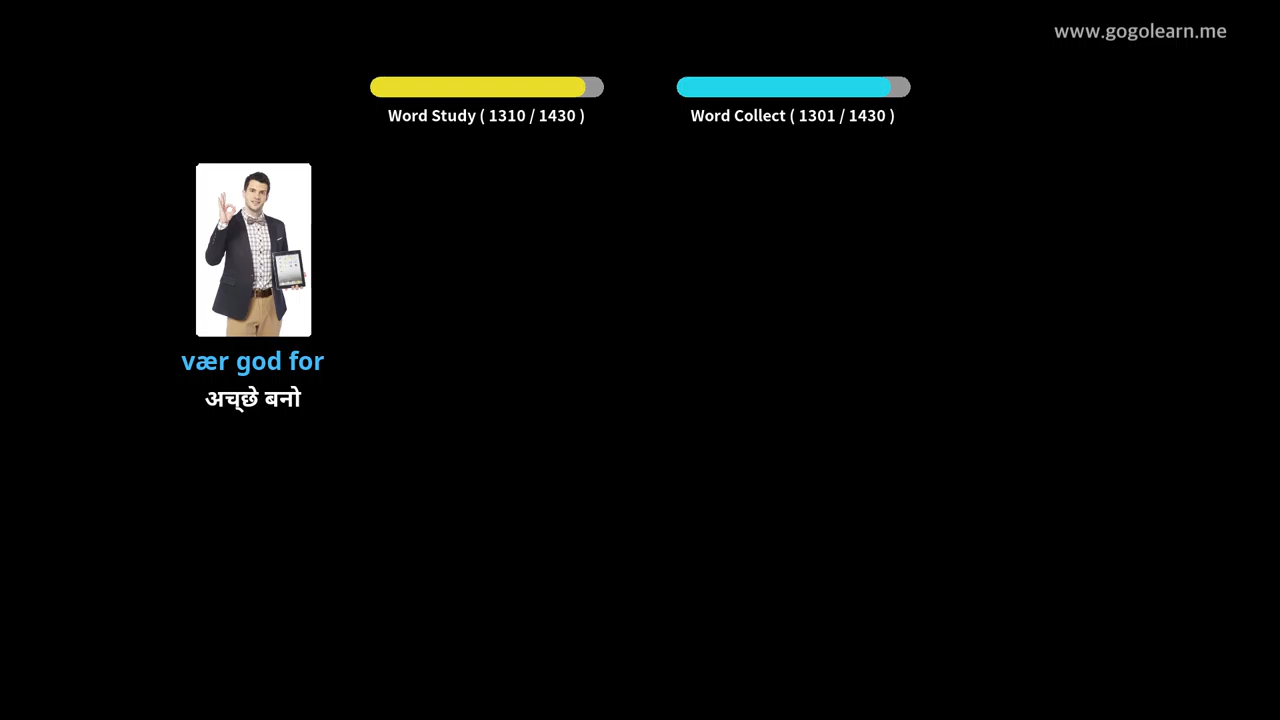 www.gogolearn.me
Word Study ( 1310 / 1430 )
Word Collect ( 1301 / 1430 )
vær god for
अच्छे बनो